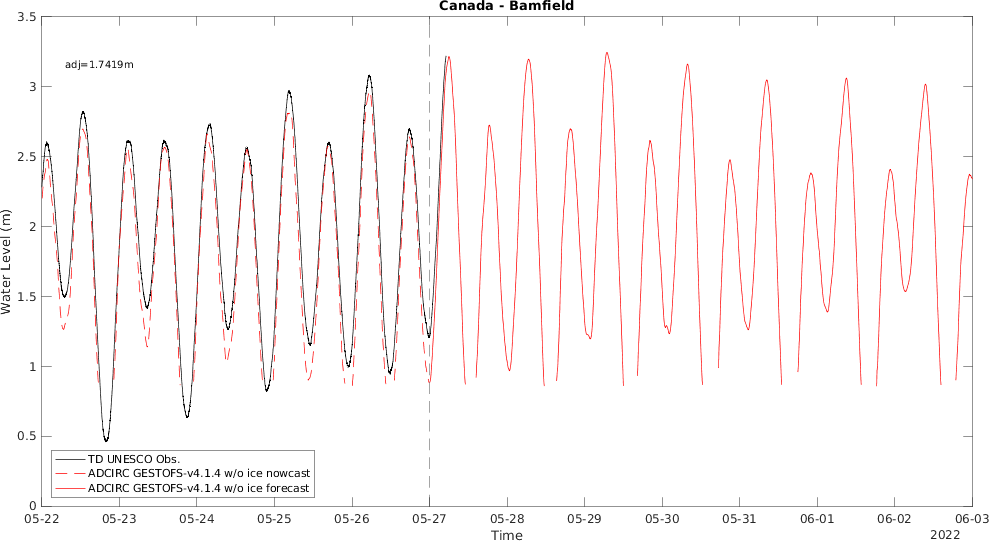 Canada - Bamfield
adj=1.7419m
Water Level (m)
3.5
3
2.5
2
1.5
1
0.5
0
TD UNESCO Obs.
ADCIRC GESTOFS-v4.1.4 w/o ice nowcast
ADCIRC GESTOFS-v4.1.4 w/o ice forecast
05-22 05-23 05-24 05-25 05-26 05-27 05-28 05-29 05-30 05-31 06-01 06-02 06-03
Time
2022